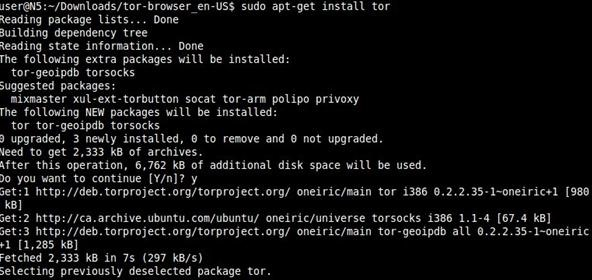 user@N5:~/Downloads/tor-browser_en-US$ sudo apt-get install tor
Reading package lists... Done
Building dependency tree
Reading state information... Done
The following extra packages will be installed:
  tor-geoipdb torsocks
Suggested packages:
  mixmaster xul-ext-torbutton socat tor-arm polipo privoxy
The following NEW packages will be installed:
  tor tor-geoipdb torsocks
0 upgraded, 3 newly installed, 0 to remove and 0 not upgraded.
Need to get 2,333 kB of archives.
After this operation, 6,762 kB of additional disk space will be used.
Do you want to continue [Y/n]? y
Get:1 http://deb.torproject.org/torproject.org/ oneiric/main tor i386 0.2.2.35-1~oneiric+1 [980
 kB]
Get:2 http://ca.archive.ubuntu.com/ubuntu/ oneiric/universe torsocks i386 1.1-4 [67.4 kB]
Get:3 http://deb.torproject.org/torproject.org/ oneiric/main tor-geoipdb all 0.2.2.35-1~oneiric
+1 [1,285 kB]
Fetched 2,333 kB in 7s (297 kB/s)
Selecting previously deselected package tor.